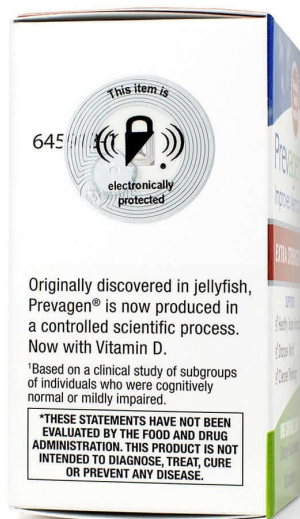 This item is
645
electronically
protected
Originally discovered in jellyfish,
Prevagen® is now produced in
a controlled scientific process.
Now with Vitamin D.
¹Based on a clinical study of subgroups
of individuals who were cognitively
normal or mildly impaired.
*THESE STATEMENTS HAVE NOT BEEN
EVALUATED BY THE FOOD AND DRUG
ADMINISTRATION. THIS PRODUCT IS NOT
INTENDED TO DIAGNOSE, TREAT, CURE
OR PREVENT ANY DISEASE.
EXTRA